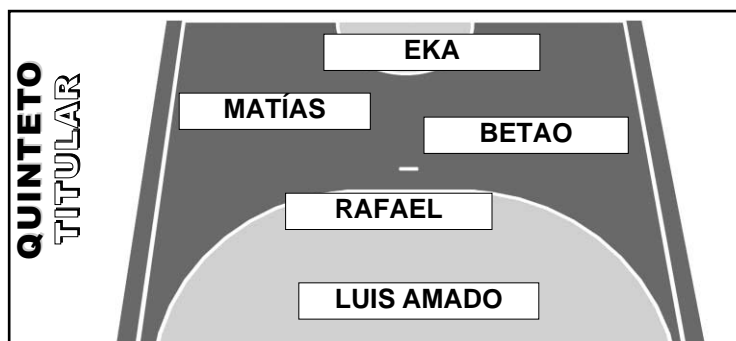 QUINTETO
TITULAR
EKA
MATÍAS
BETAO
RAFAEL
LUIS AMADO